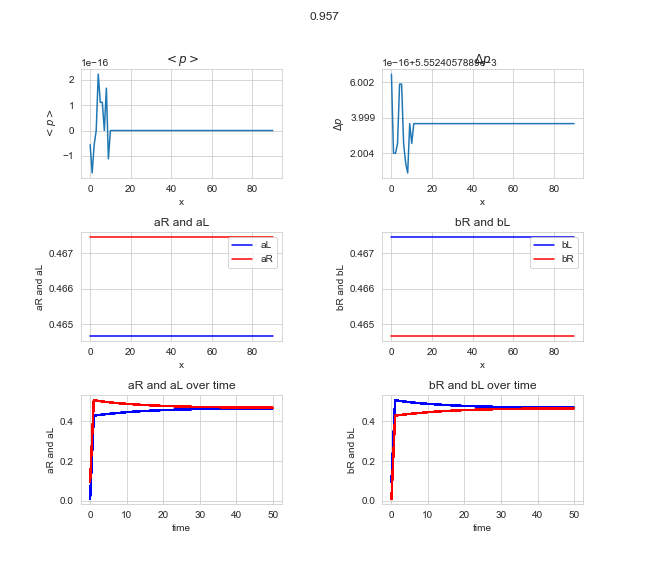 0.957
<p>
1e−16
<p>
2
1
0
−1
0 20 40 60 80
x
Δp
1e−16+5.552405788
e−3
Δp
6.002
3.999
2.004
0 20 40 60 80
x
aR and aL
aR and aL
0.467
0.466
0.465
aL
aR
0 20 40 60 80
x
bR and bL
bR and bL
0.467
0.466
0.465
bL
bR
0 20 40 60 80
x
aR and aL over time
aR and aL
0.4
0.2
0.0
0 10 20 30 40 50
time
bR and bL over time
bR and bL
0.4
0.2
0.0
0 10 20 30 40 50
time